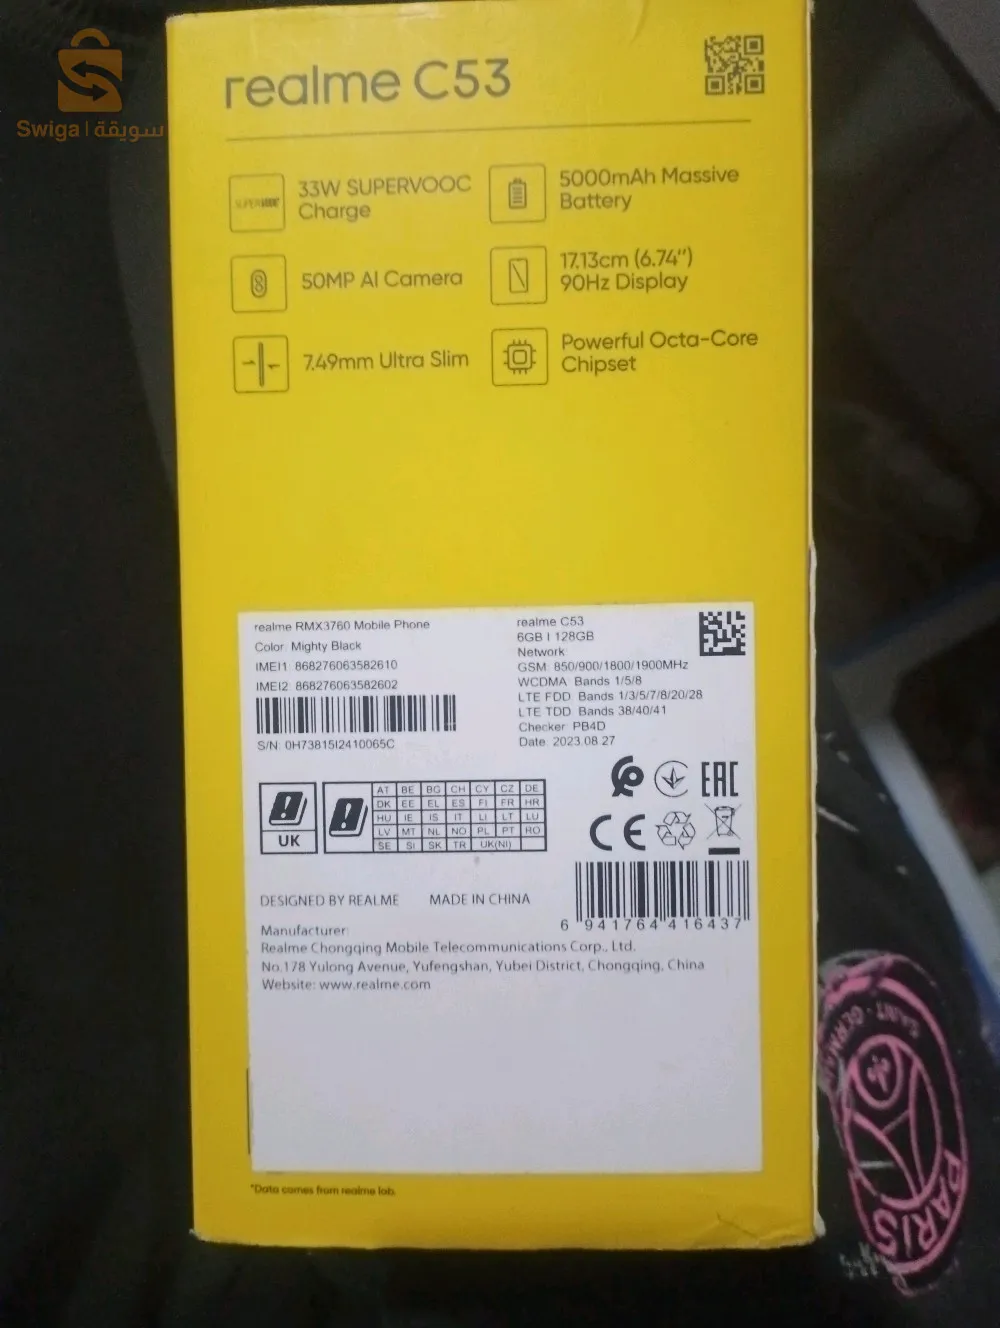 Swiga | سويقة
realme C53
33W SUPERVOOC
Charge
5000mAh Massive
Battery
50MP AI Camera
17.13cm (6.74'')
90Hz Display
7.49mm Ultra Slim
Powerful Octa-Core
Chipset
realme RMX3760 Mobile Phone
Color: Mighty Black
IMEI1: 868276063582610
IMEI2: 868276063582602
S/N: 0H73815I2410065C
realme C53
6GB | 128GB
Network:
GSM: 850/900/1800/1900MHz
WCDMA: Bands 1/5/8
LTE FDD: Bands 1/3/5/7/8/20/28
LTE TDD: Bands 38/40/41
Checker: PB4D
Date: 2023.08.27
UK
AT BE BG CH CY CZ DE
DK EE EL ES FI FR HR
HU IE IS IT LI LT LU
LV MT NL NO PL PT RO
SE SI SK TR UK(NI)
EAC
CE
6 941764 416437
DESIGNED BY REALME MADE IN CHINA
Manufacturer:
Realme Chongqing Mobile Telecommunications Corp., Ltd.
No.178 Yulong Avenue, Yufengshan, Yubei District, Chongqing, China
Website: www.realme.com
*Data comes from realme lab.
PARIS
SAINT-GERMAIN